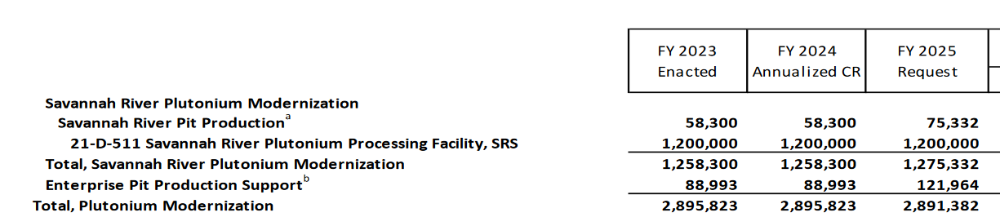 FY 2023 FY 2024 FY 2025
Enacted Annualized CR Request
Savannah River Plutonium Modernization
Savannah River Pit Productionᵃ 58,300 58,300 75,332
21-D-511 Savannah River Plutonium Processing Facility, SRS 1,200,000 1,200,000 1,200,000
Total, Savannah River Plutonium Modernization 1,258,300 1,258,300 1,275,332
Enterprise Pit Production Supportᵇ 88,993 88,993 121,964
Total, Plutonium Modernization 2,895,823 2,895,823 2,891,382